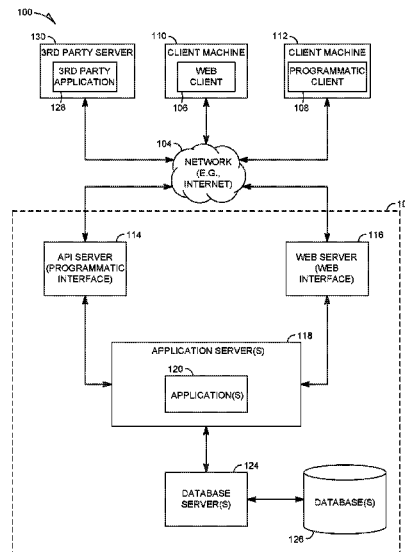 100
130
110
112
3RD PARTY SERVER
3RD PARTY
APPLICATION
128
CLIENT MACHINE
WEB
CLIENT
106
CLIENT MACHINE
PROGRAMMATIC
CLIENT
108
104
NETWORK
(E.G.,
INTERNET)
10
114
API SERVER
(PROGRAMMATIC
INTERFACE)
116
WEB SERVER
(WEB
INTERFACE)
118
APPLICATION SERVER(S)
120
APPLICATION(S)
124
DATABASE
SERVER(S)
DATABASE(S)
126